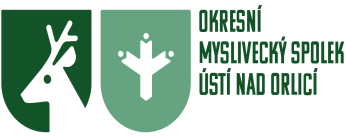 OKRESNÍ
MYSLIVECKÝ SPOLEK
ÚSTÍ NAD ORLICÍ